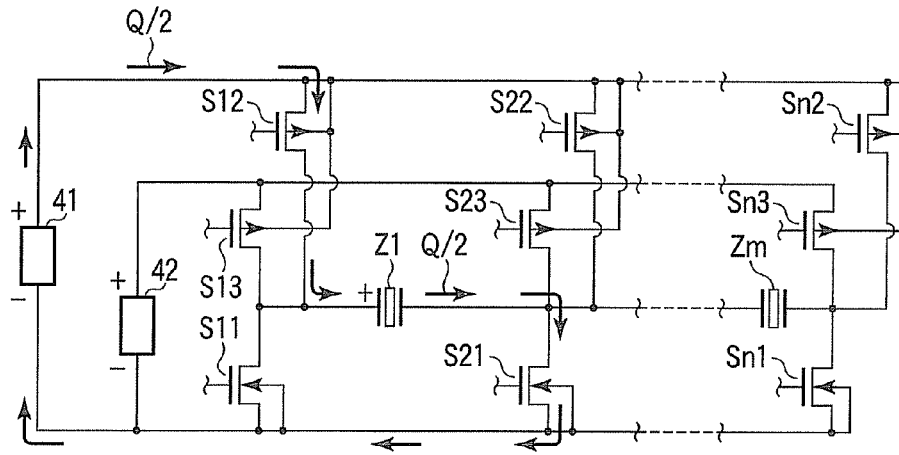 Q/2
S12
S22
Sn2
41
+
−
42
+
−
S13
S23
Sn3
Z1
+
Q/2
Zm
S11
S21
Sn1